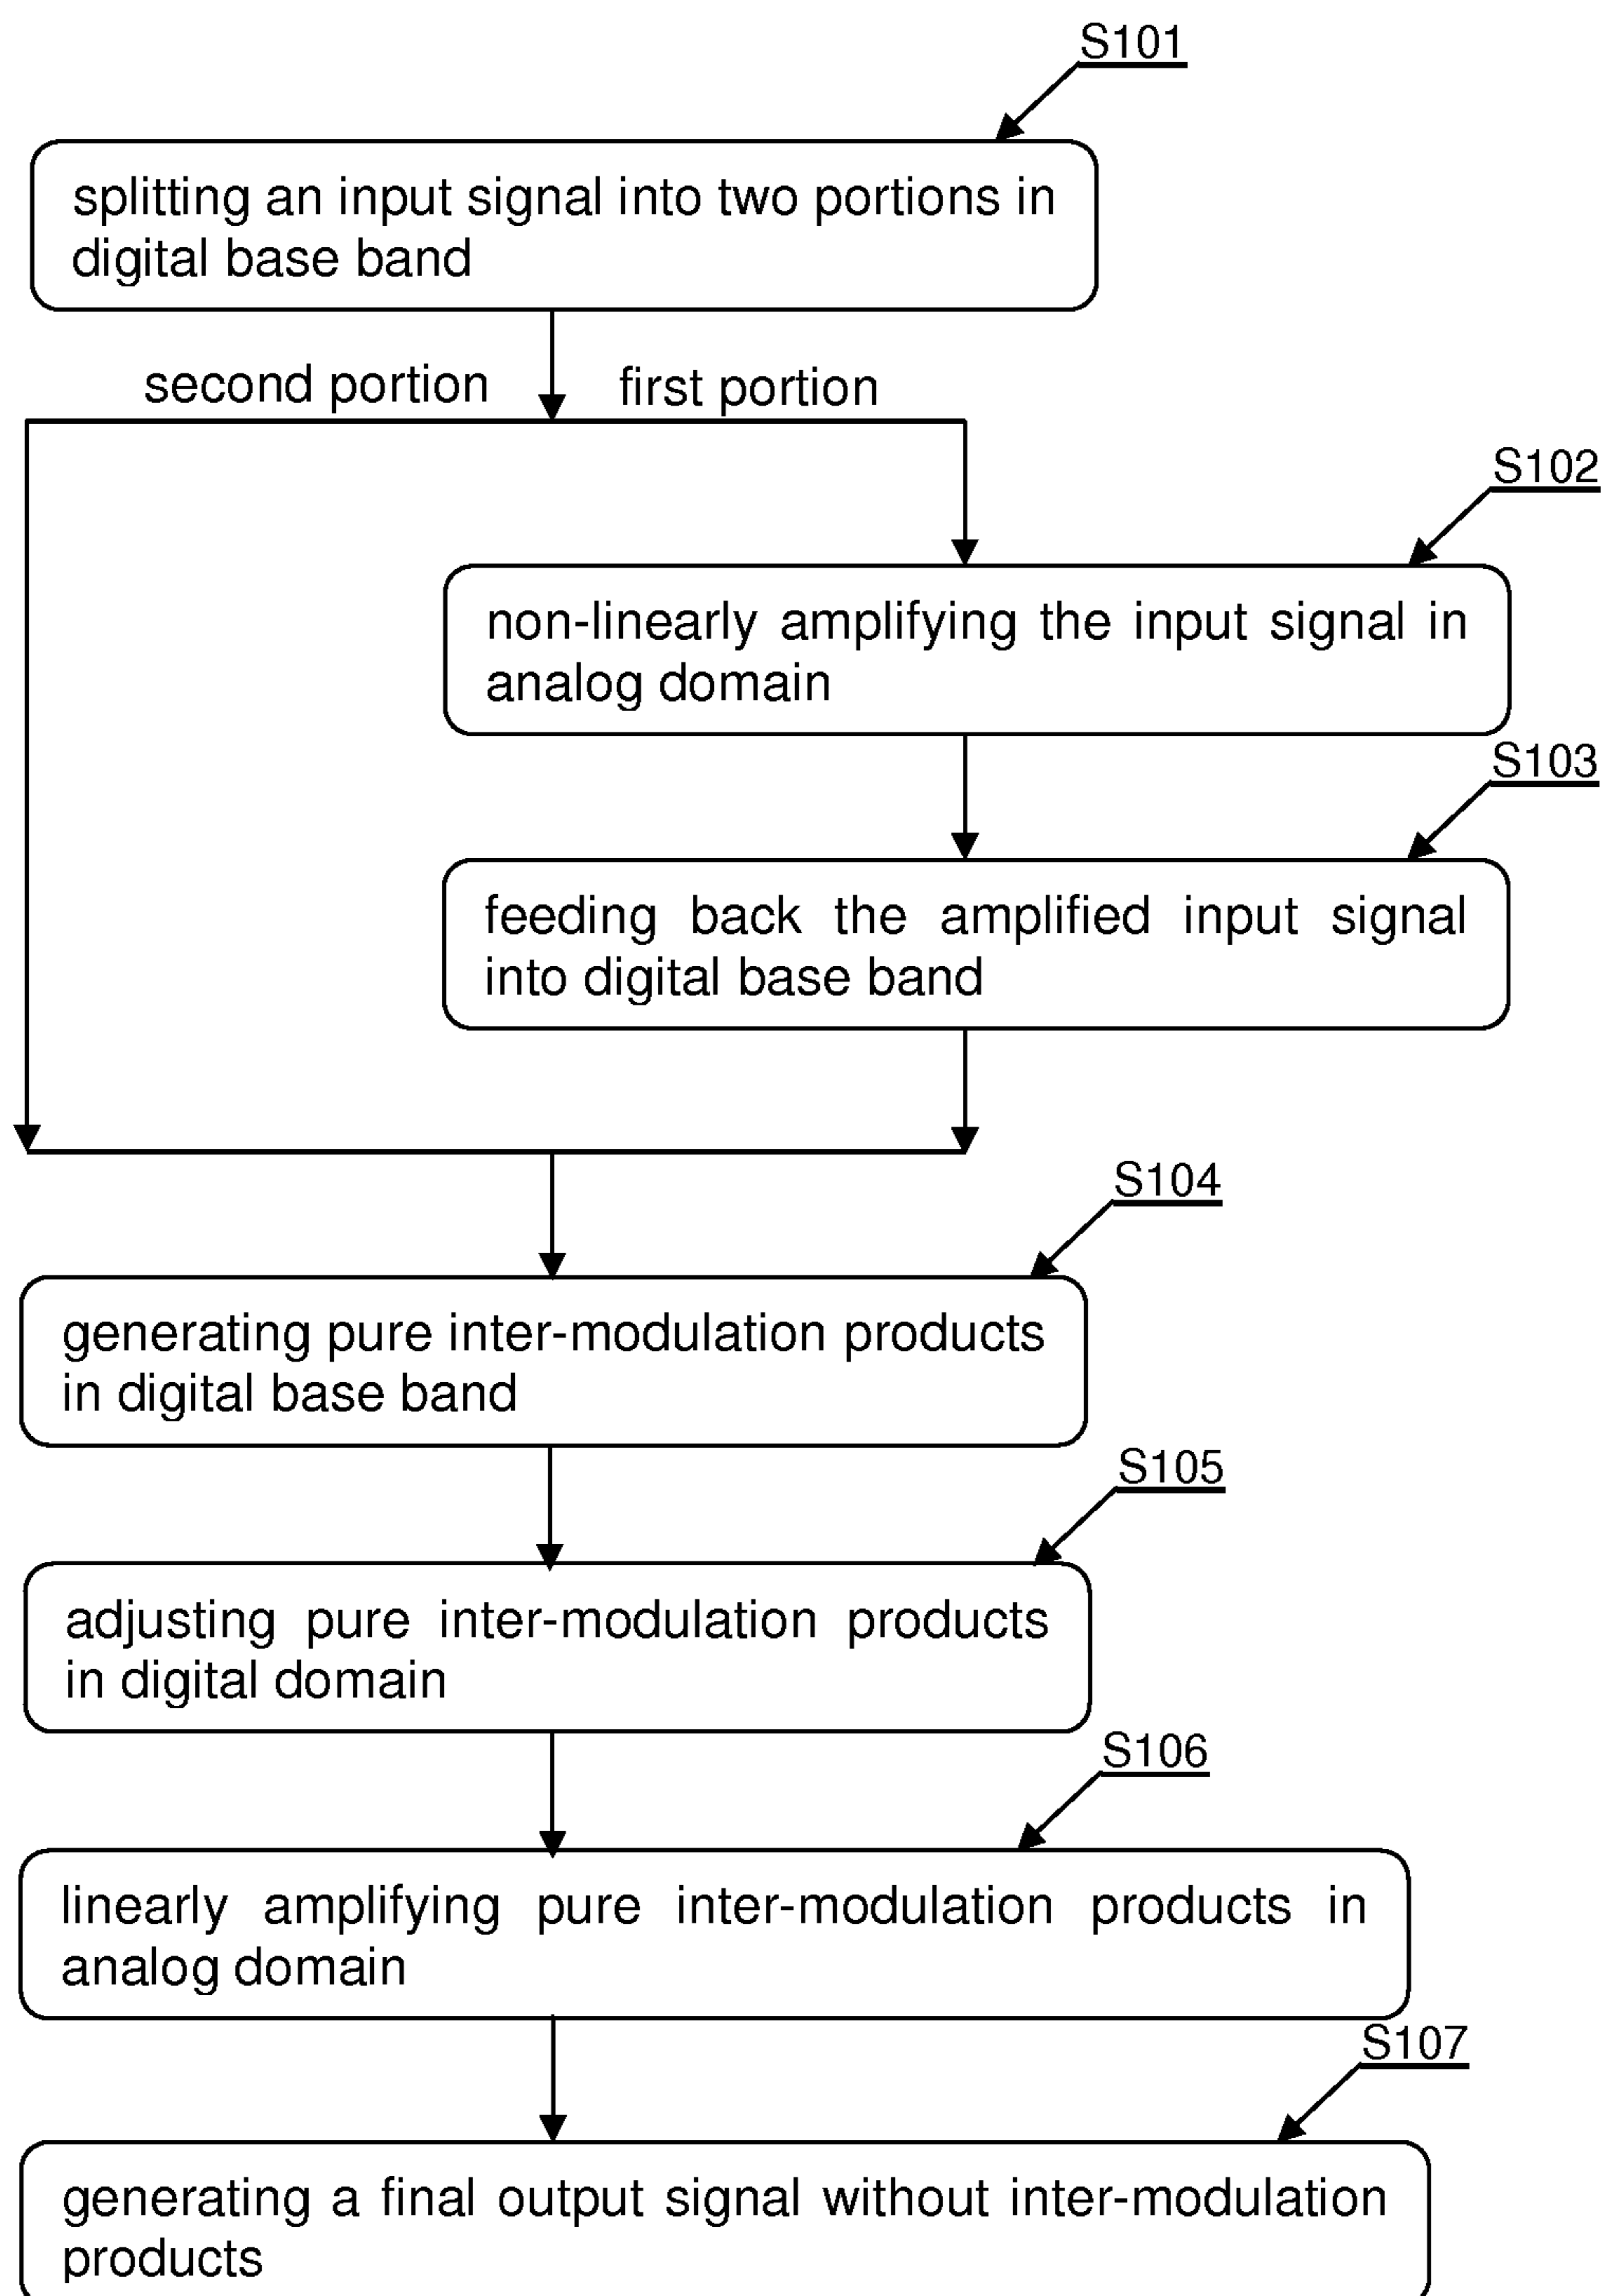 S101
splitting an input signal into two portions in
digital base band
second portion
first portion
S102
non-linearly amplifying the input signal in
analog domain
S103
feeding back the amplified input signal
into digital base band
S104
generating pure inter-modulation products
in digital base band
S105
adjusting pure inter-modulation products
in digital domain
S106
linearly amplifying pure inter-modulation products in
analog domain
S107
generating a final output signal without inter-modulation
products